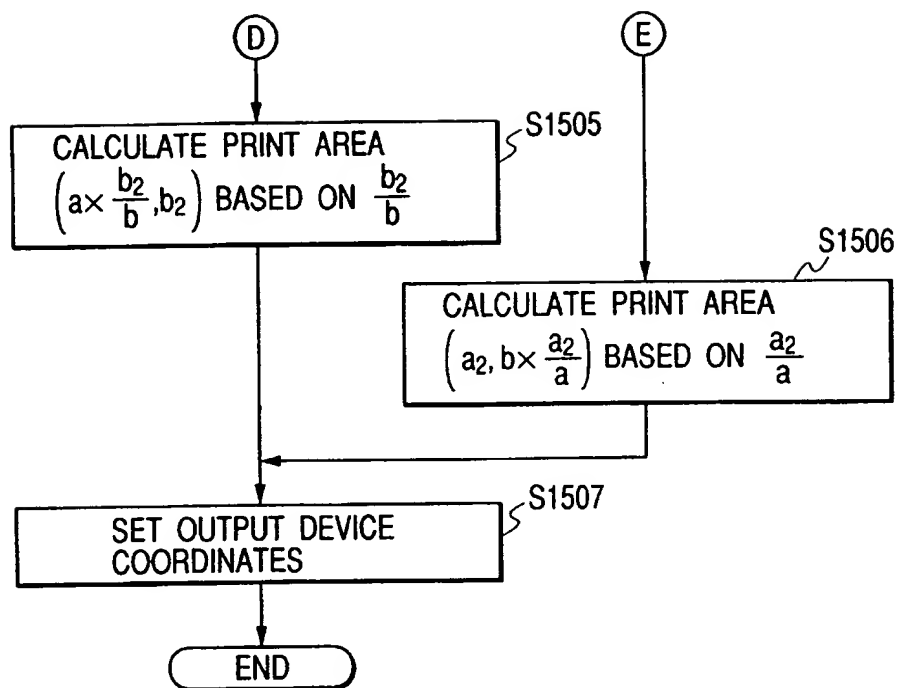 D
E
S1505
CALCULATE PRINT AREA
(a× b2/b, b2) BASED ON b2/b
S1506
CALCULATE PRINT AREA
(a2, b× a2/a) BASED ON a2/a
S1507
SET OUTPUT DEVICE
COORDINATES
END